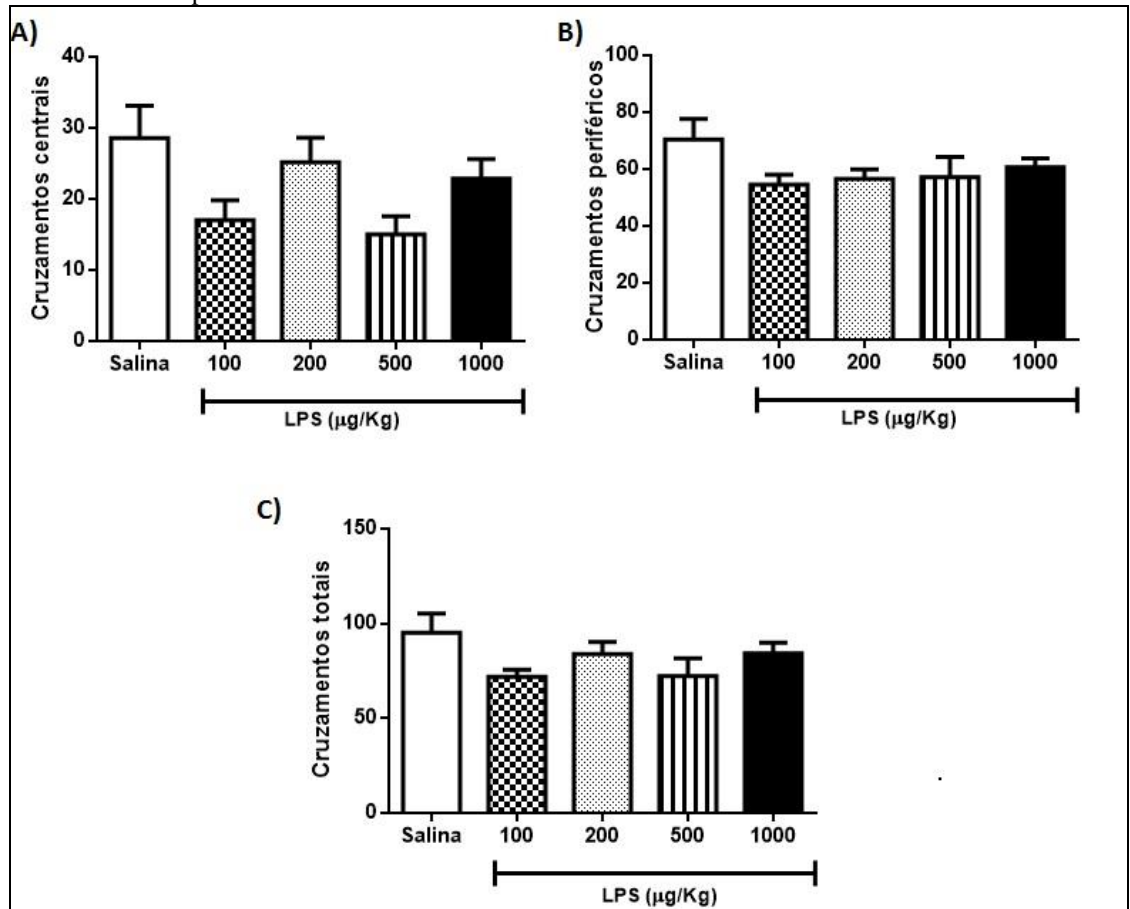 A)
Cruzamentos centrais
40
30
20
10
0
Salina 100 200 500 1000
LPS (µg/Kg)
B)
Cruzamentos periféricos
100
80
60
40
20
0
Salina 100 200 500 1000
LPS (µg/Kg)
C)
Cruzamentos totais
150
100
50
0
Salina 100 200 500 1000
LPS (µg/Kg)